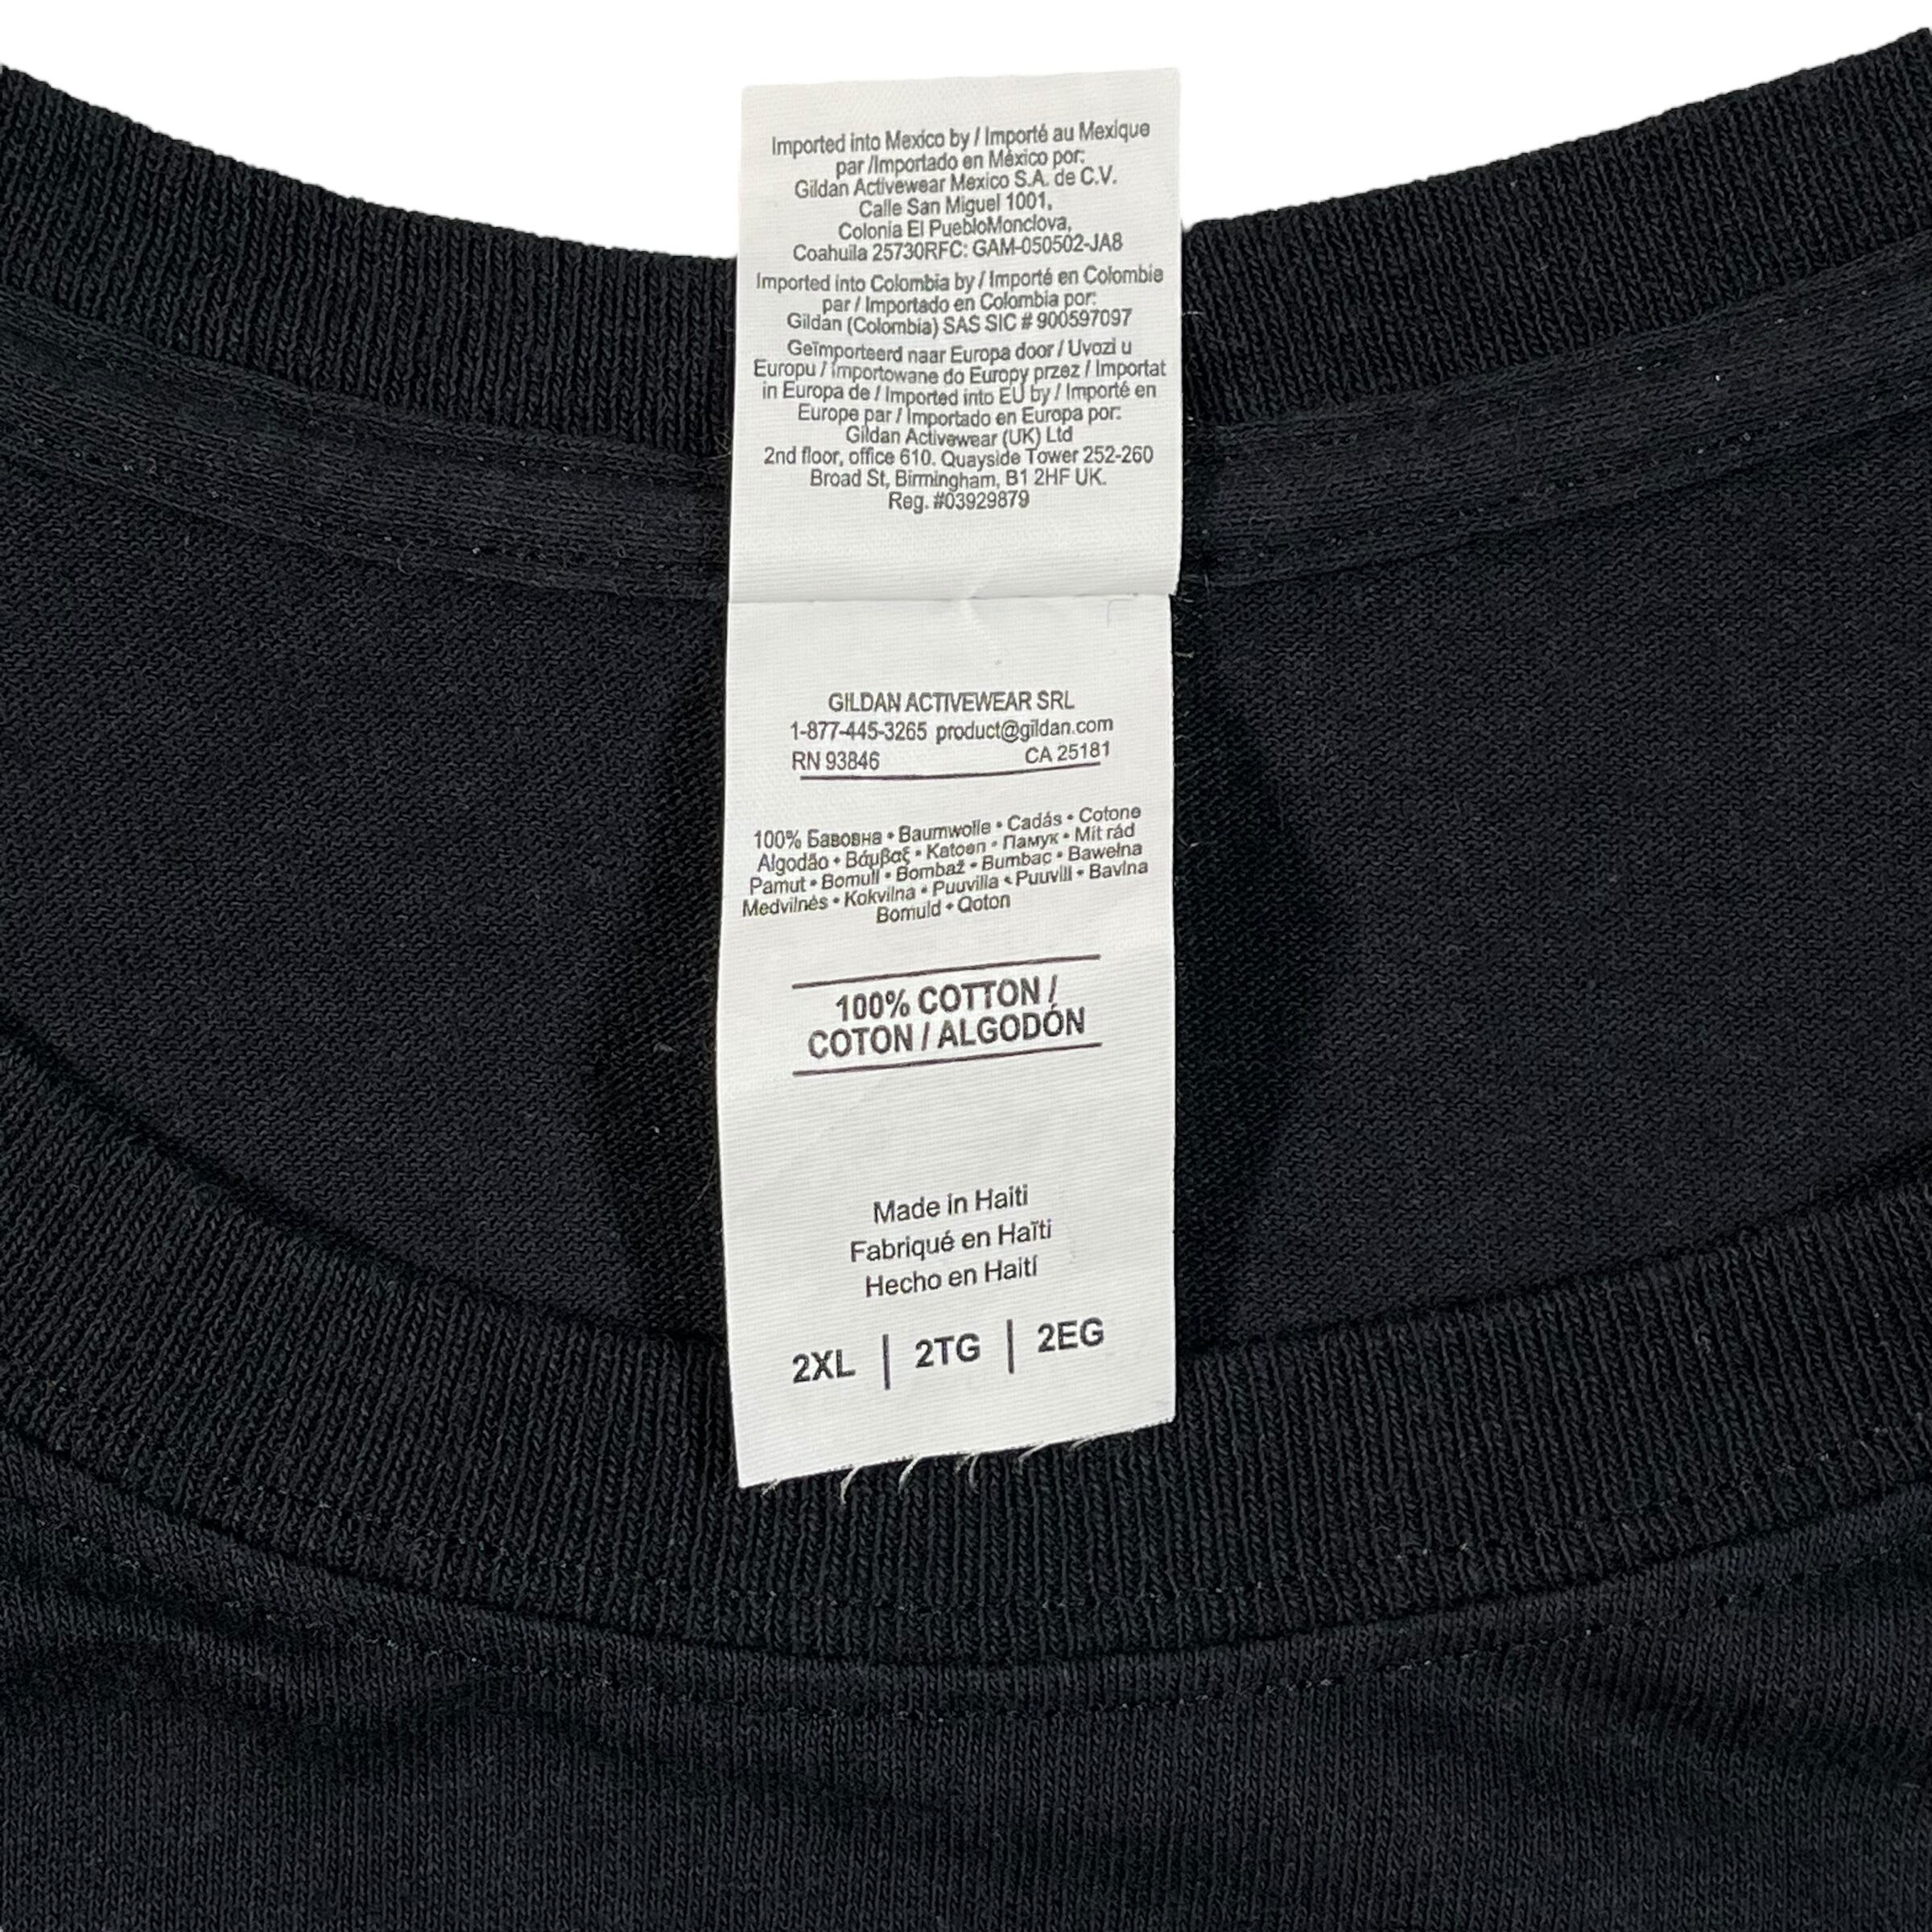 Imported into Mexico by / Importé au Mexique
par /Importado en México por:
Gildan Activewear Mexico S.A. de C.V.
Calle San Miguel 1001,
Colonia El PuebloMonclova,
Coahuila 25730RFC: GAM-050502-JA8
Imported into Colombia by / Importé en Colombie
par / Importado en Colombia por:
Gildan (Colombia) SAS SIC # 900597097
Geïmporteerd naar Europa door / Uvozi u
Europu / Importowane do Europy przez / Importat
in Europa de / Imported into EU by / Importé en
Europe par / Importado en Europa por:
Gildan Activewear (UK) Ltd
2nd floor, office 610. Quayside Tower 252-260
Broad St, Birmingham, B1 2HF UK.
Reg. #03929879
GILDAN ACTIVEWEAR SRL
1-877-445-3265 product@gildan.com
RN 93846 CA 25181
100% Бавовна • Baumwolle • Cadás • Cotone
Algodão • Βάμβαξ • Katoen • Памук • Mit rád
Pamut • Bomull • Bombaž • Bumbac • Bawełna
Medvilnės • Kokvilna • Puuvilla • Puuvill • Bavlna
Bomuld • Qoton
100% COTTON /
COTON / ALGODÓN
Made in Haiti
Fabriqué en Haïti
Hecho en Haití
2XL | 2TG | 2EG